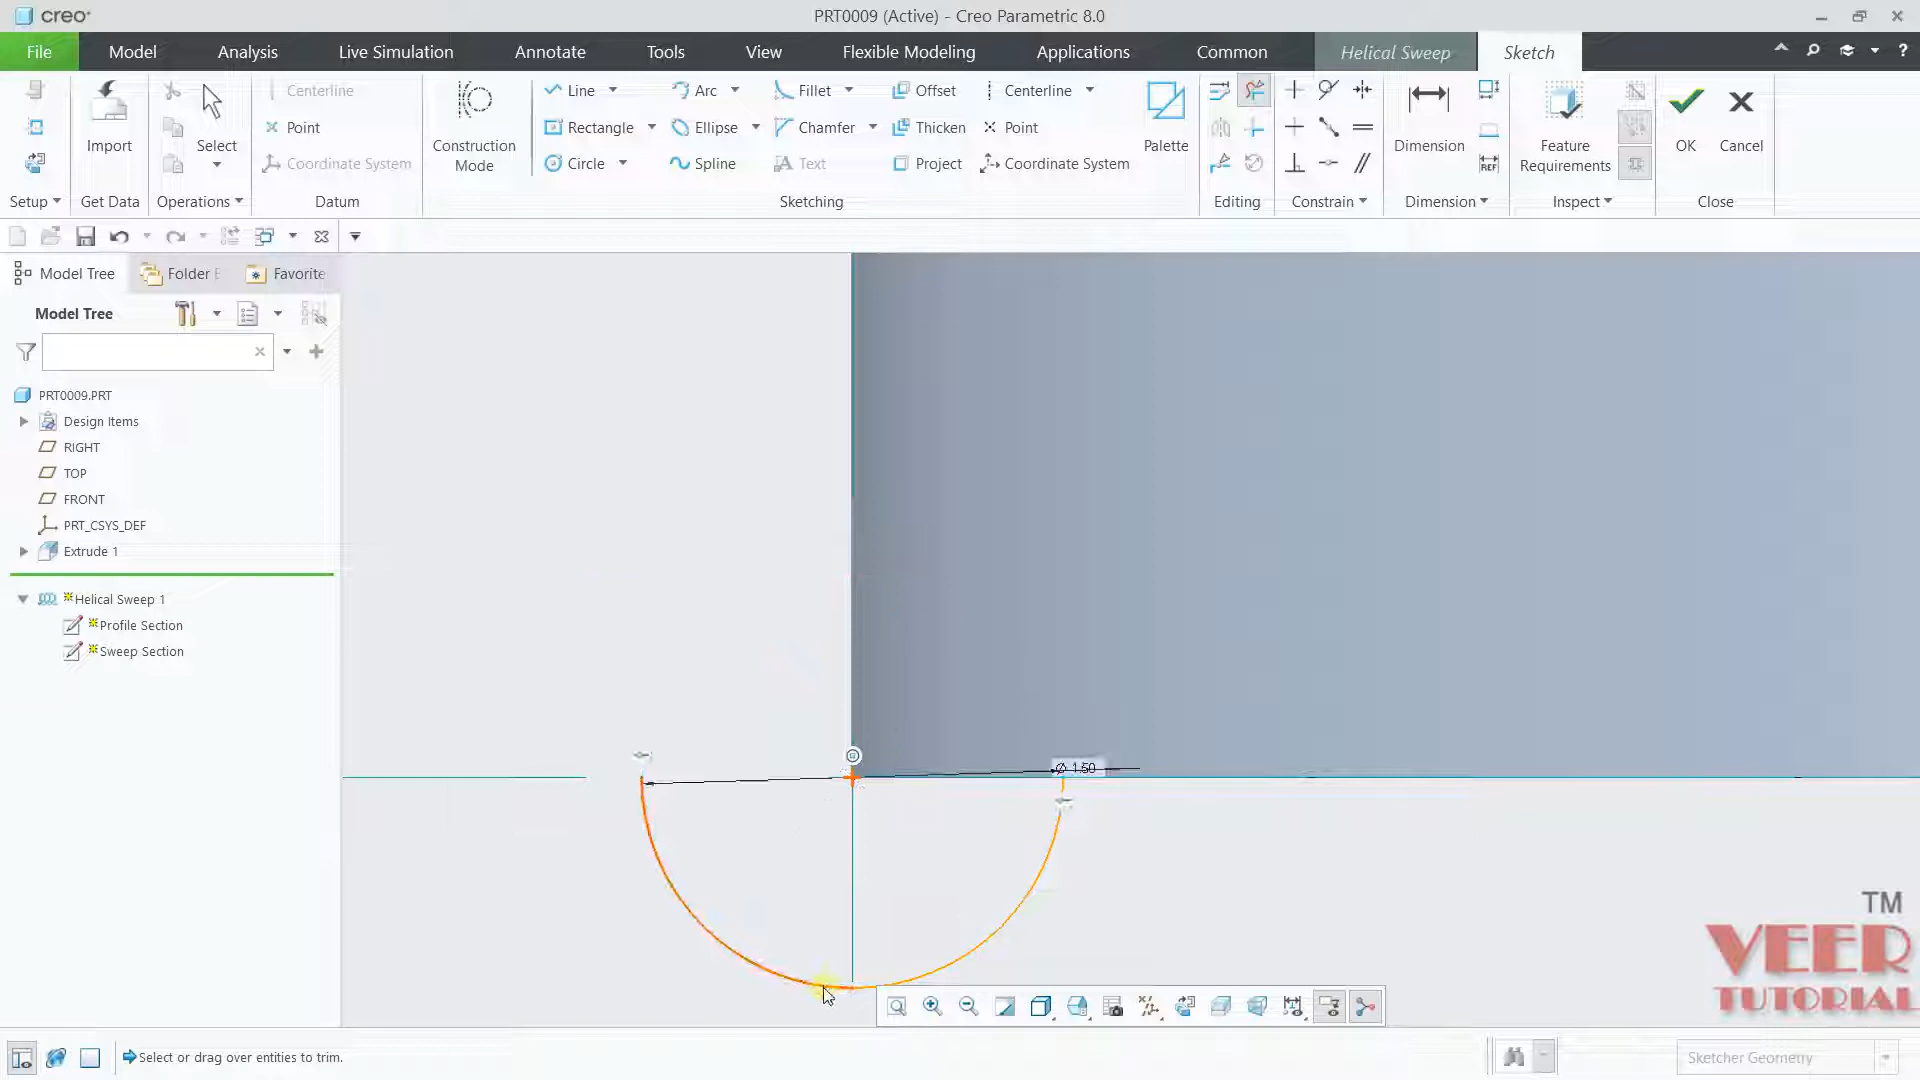 creo
PRT0009 (Active) - Creo Parametric 8.0
File Model Analysis Live Simulation Annotate Tools View Flexible Modeling Applications Common Helical Sweep Sketch
Centerline Line Arc Fillet Offset Centerline
Point Rectangle Ellipse Chamfer Thicken Point
Import Select Construction Mode Palette Dimension Feature Requirements OK Cancel
Coordinate System Circle Spline Text Project Coordinate System
REF
Setup Get Data Operations Datum Sketching Editing Constrain Dimension Inspect Close
Model Tree Folder Favorite
Model Tree
PRT0009.PRT
Design Items
RIGHT
TOP
FRONT
PRT_CSYS_DEF
Extrude 1
Helical Sweep 1
Profile Section
Sweep Section
Ø 1.50
TM
VEER
TUTORIAL
Select or drag over entities to trim.
Sketcher Geometry